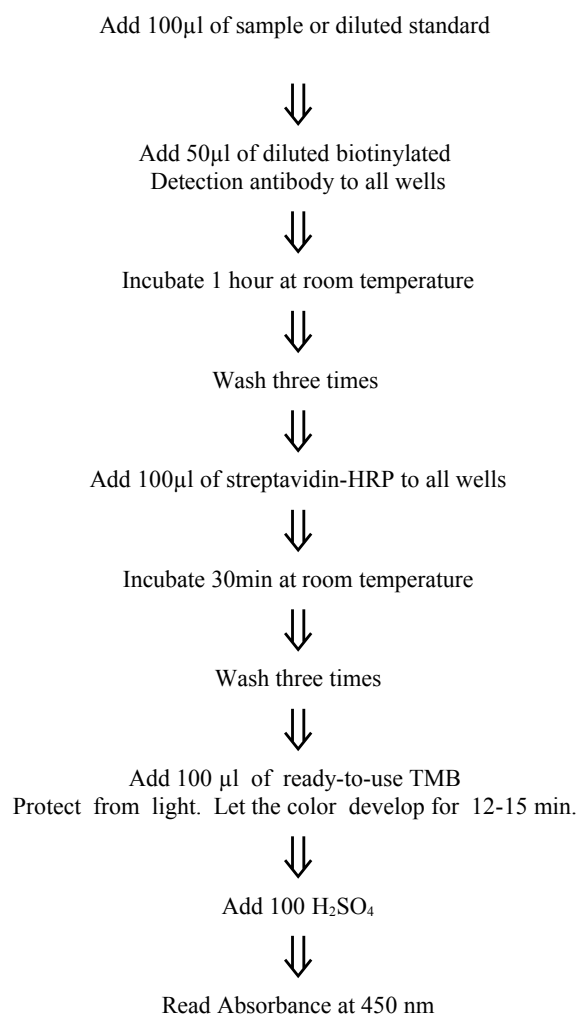 Add 100µl of sample or diluted standard
Add 50µl of diluted biotinylated
Detection antibody to all wells
Incubate 1 hour at room temperature
Wash three times
Add 100µl of streptavidin-HRP to all wells
Incubate 30min at room temperature
Wash three times
Add 100 µl of ready-to-use TMB
Protect from light. Let the color develop for 12-15 min.
Add 100 H₂SO₄
Read Absorbance at 450 nm